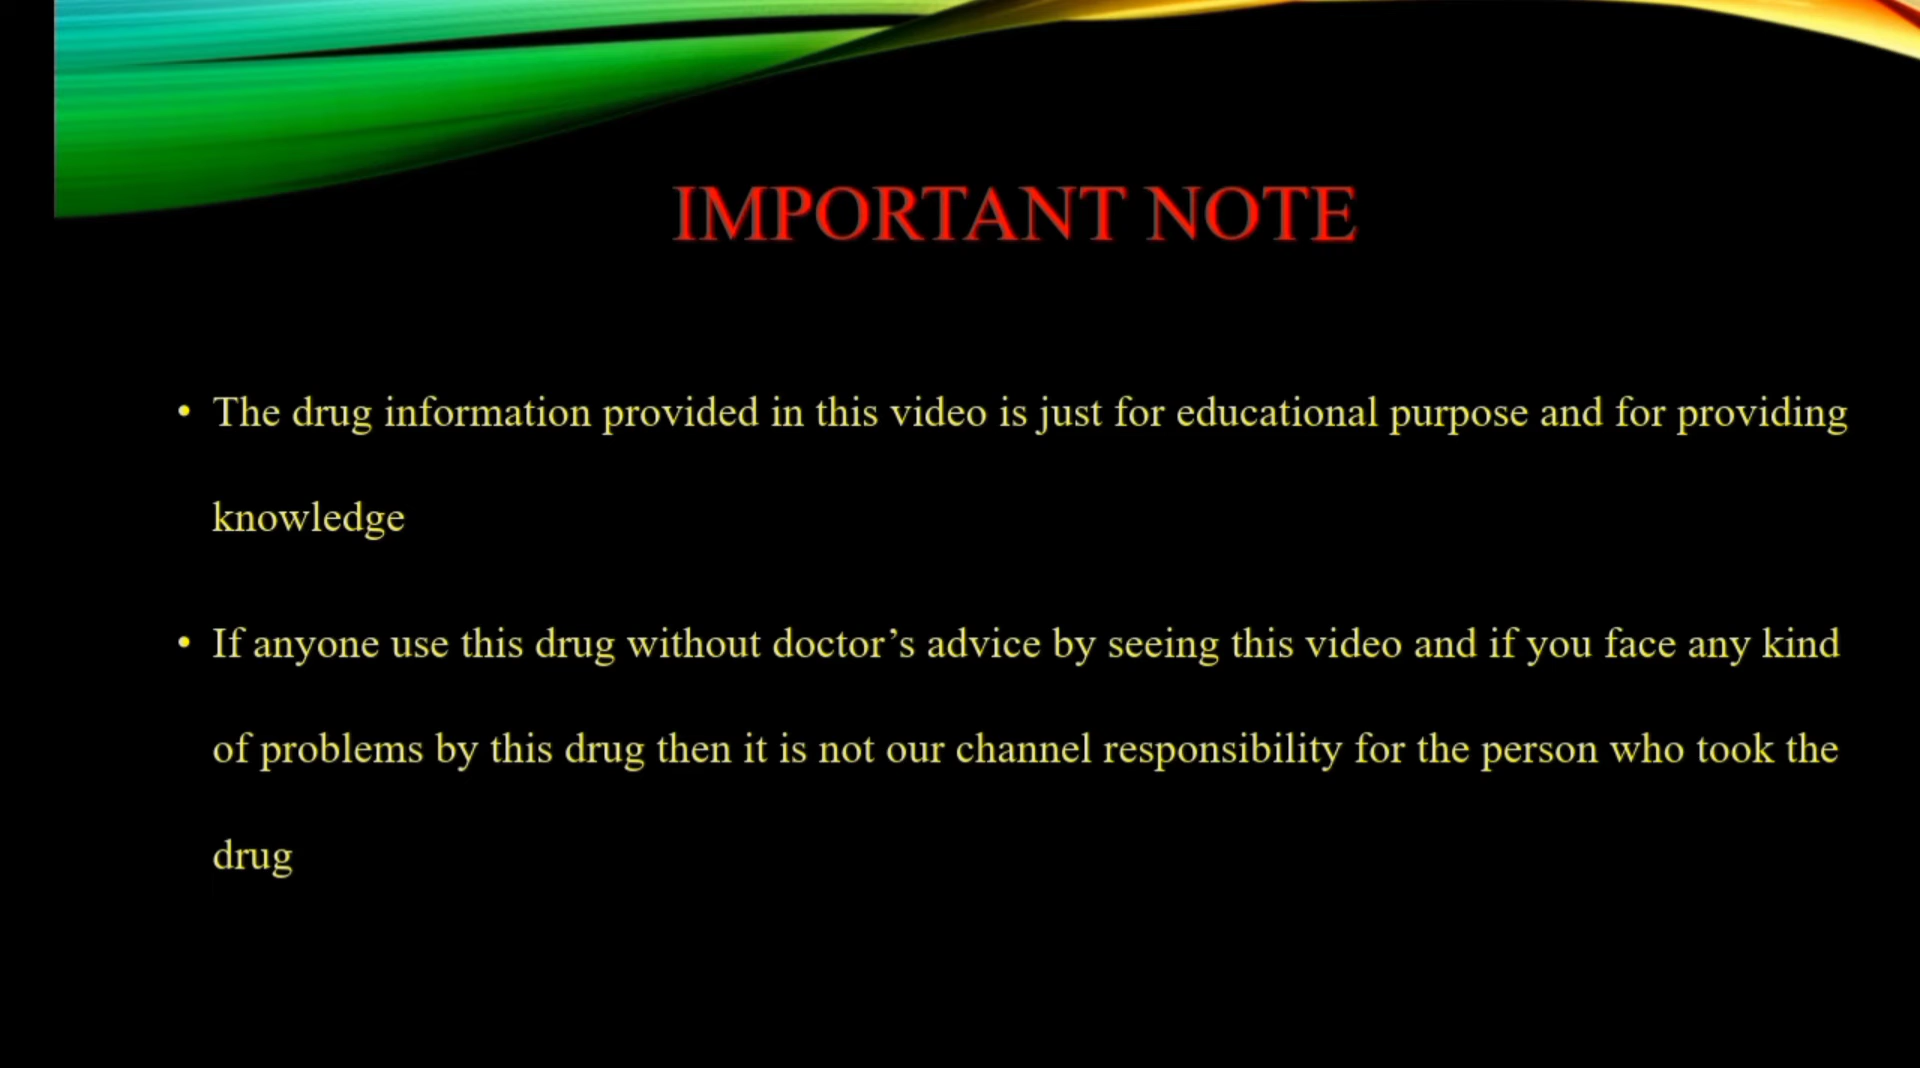 IMPORTANT NOTE
• The drug information provided in this video is just for educational purpose and for providing
knowledge
• If anyone use this drug without doctor’s advice by seeing this video and if you face any kind
of problems by this drug then it is not our channel responsibility for the person who took the
drug